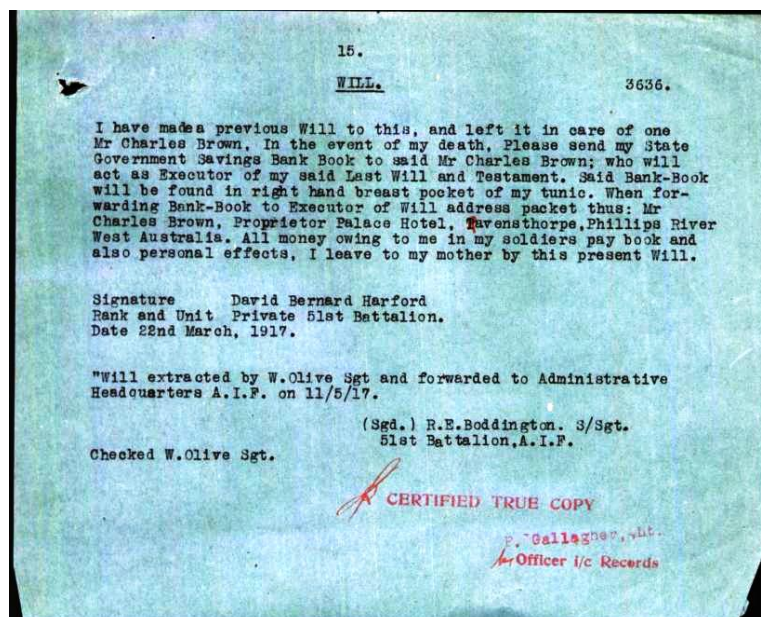 15.
WILL.
3636.
I have madea previous Will to this, and left it in care of one
Mr Charles Brown. In the event of my death, Please send my State
Government Savings Bank Book to said Mr Charles Brown; who will
act as Executor of my said Last Will and Testament. Said Bank-Book
will be found in right hand breast pocket of my tunic. When for-
warding Bank-Book to Executor of Will address packet thus: Mr
Charles Brown, Proprietor Palace Hotel, Ravensthorpe,Phillips River
West Australia. All money owing to me in my soldiers pay book and
also personal effects, I leave to my mother by this present Will.
Signature David Bernard Harford
Rank and Unit Private 51st Battalion.
Date 22nd March, 1917.
"Will extracted by W.Olive Sgt and forwarded to Administrative
Headquarters A.I.F. on 11/5/17.
(Sgd.) R.E.Boddington. S/Sgt.
51st Battalion,A.I.F.
Checked W.Olive Sgt.
CERTIFIED TRUE COPY
P. Gallagher, Lt.
for Officer i/c Records